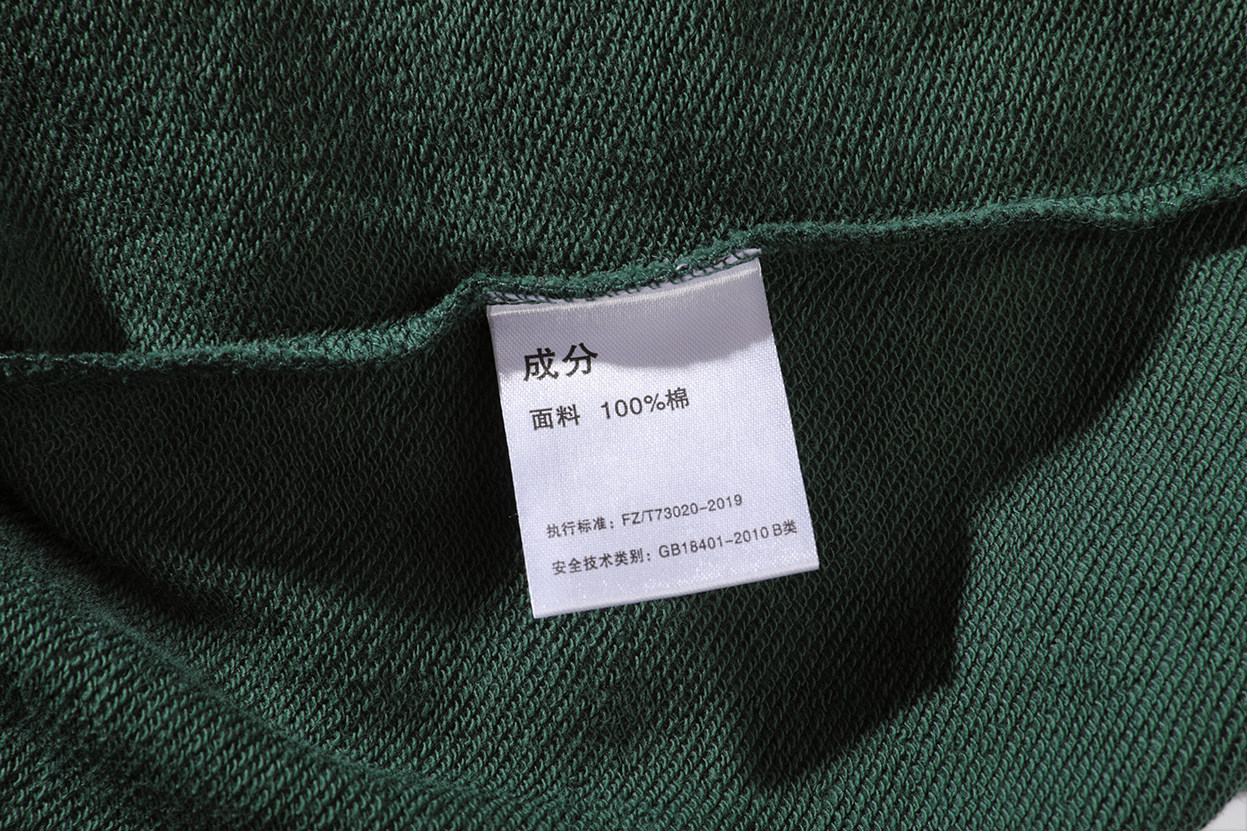 成分
面料 100%棉
执行标准：FZ/T73020-2019
安全技术类别：GB18401-2010 B类